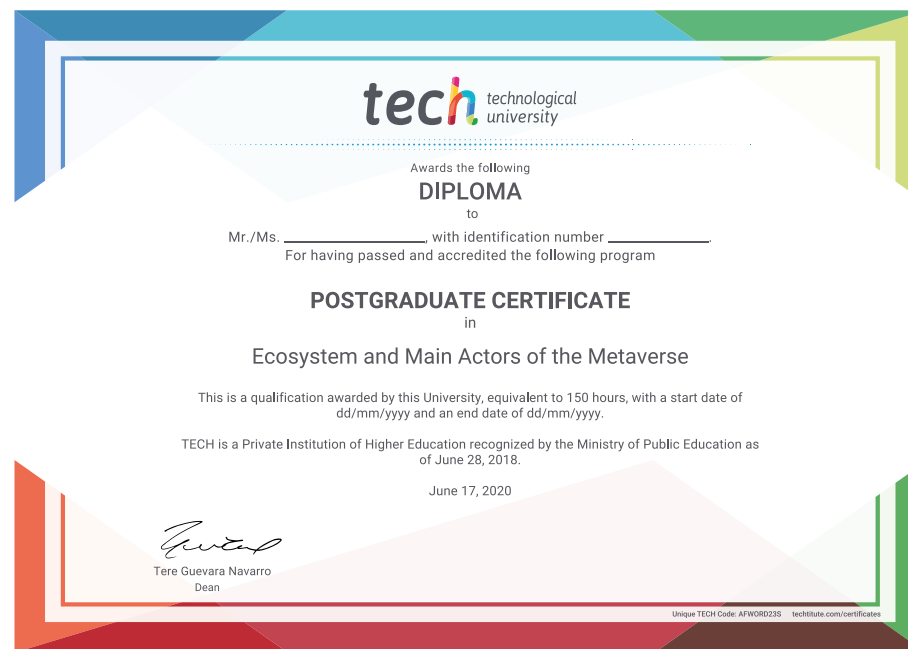 tech technological
university
Awards the following
DIPLOMA
to
Mr./Ms. ____________________, with identification number ______________.
For having passed and accredited the following program
POSTGRADUATE CERTIFICATE
in
Ecosystem and Main Actors of the Metaverse
This is a qualification awarded by this University, equivalent to 150 hours, with a start date of
dd/mm/yyyy and an end date of dd/mm/yyyy.
TECH is a Private Institution of Higher Education recognized by the Ministry of Public Education as
of June 28, 2018.
June 17, 2020
Tere Guevara Navarro
Dean
Unique TECH Code: AFWORD23S techtitute.com/certificates